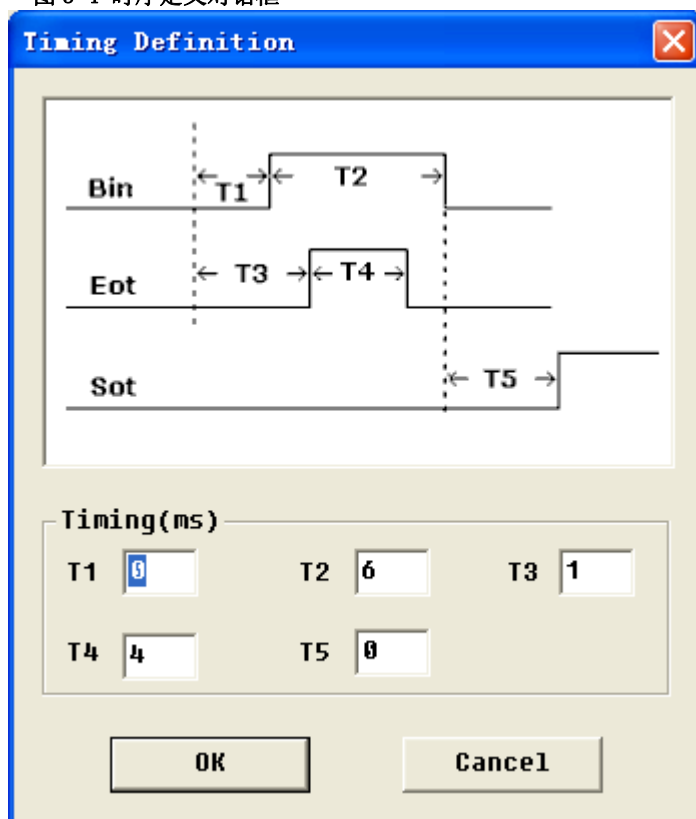 Timing Definition
Bin T1 T2
Eot T3 T4
Sot T5
Timing(ms)
T1 0 T2 6 T3 1
T4 4 T5 0
OK Cancel